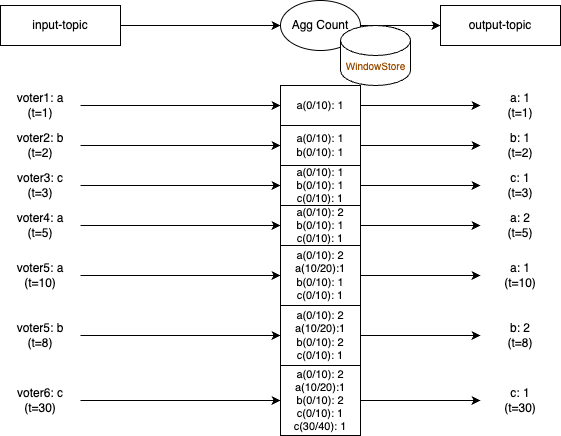 input-topic
Agg Count
output-topic
WindowStore
voter1: a
(t=1)
a(0/10): 1
a: 1
(t=1)
voter2: b
(t=2)
a(0/10): 1
b(0/10): 1
b: 1
(t=2)
voter3: c
(t=3)
a(0/10): 1
b(0/10): 1
c(0/10): 1
c: 1
(t=3)
voter4: a
(t=5)
a(0/10): 2
b(0/10): 1
c(0/10): 1
a: 2
(t=5)
voter5: a
(t=10)
a(0/10): 2
a(10/20):1
b(0/10): 1
c(0/10): 1
a: 1
(t=10)
voter5: b
(t=8)
a(0/10): 2
a(10/20):1
b(0/10): 2
c(0/10): 1
b: 2
(t=8)
voter6: c
(t=30)
a(0/10): 2
a(10/20):1
b(0/10): 2
c(0/10): 1
c(30/40): 1
c: 1
(t=30)